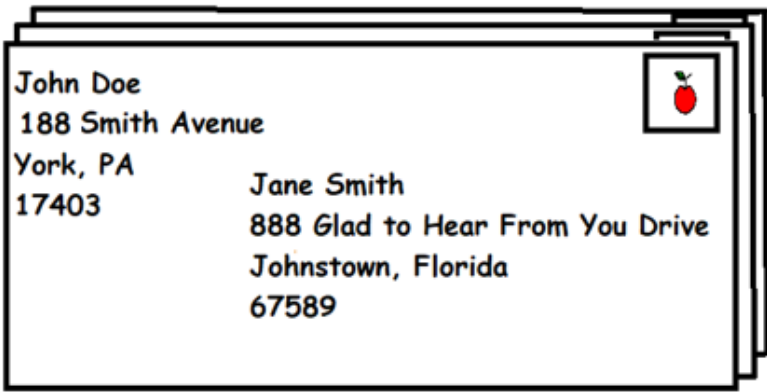 John Doe
188 Smith Avenue
York, PA
17403
Jane Smith
888 Glad to Hear From You Drive
Johnstown, Florida
67589